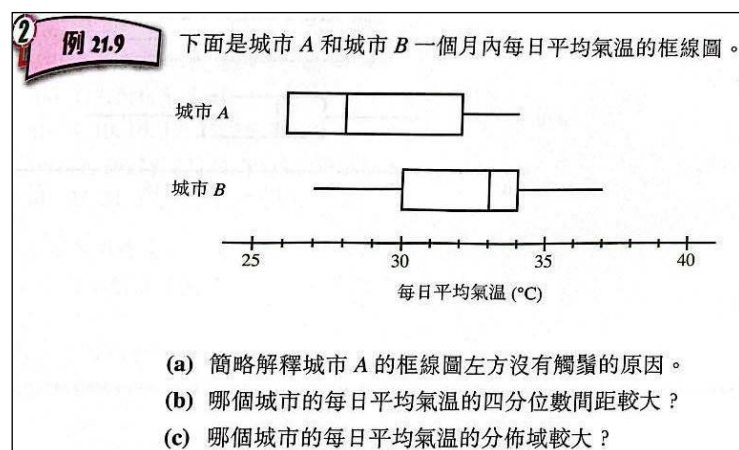 2
例 21.9
下面是城市 A 和城市 B 一個月內每日平均氣温的框線圖。
城市 A
城市 B
25 30 35 40
每日平均氣温 (°C)
(a) 簡略解釋城市 A 的框線圖左方沒有觸鬚的原因。
(b) 哪個城市的每日平均氣温的四分位數間距較大？
(c) 哪個城市的每日平均氣温的分佈域較大？